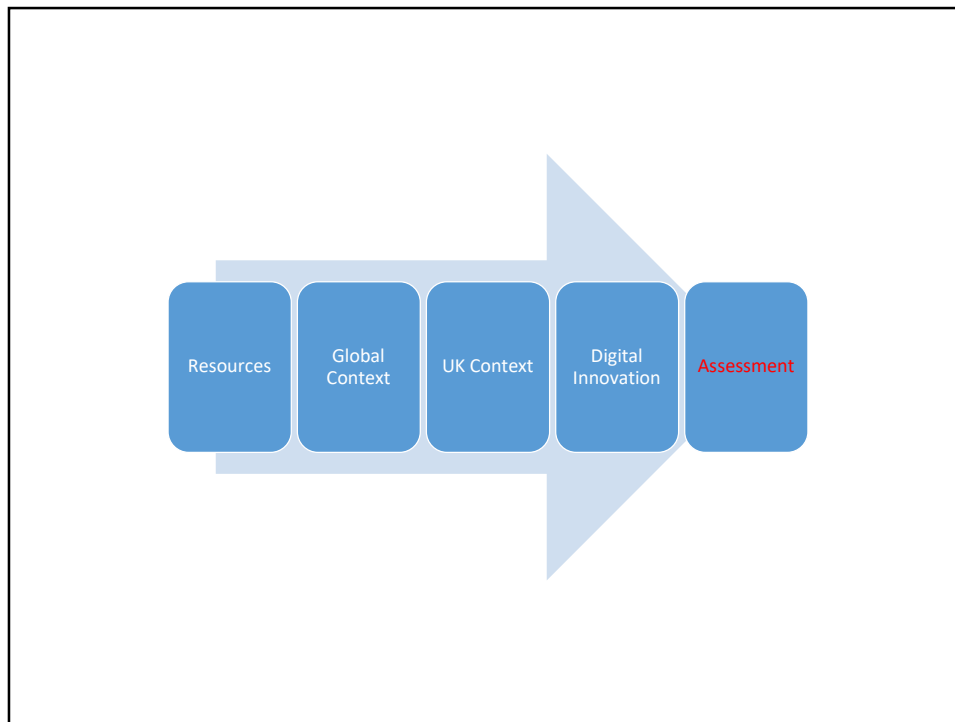 Resources
Global
Context
UK Context
Digital
Innovation
Assessment